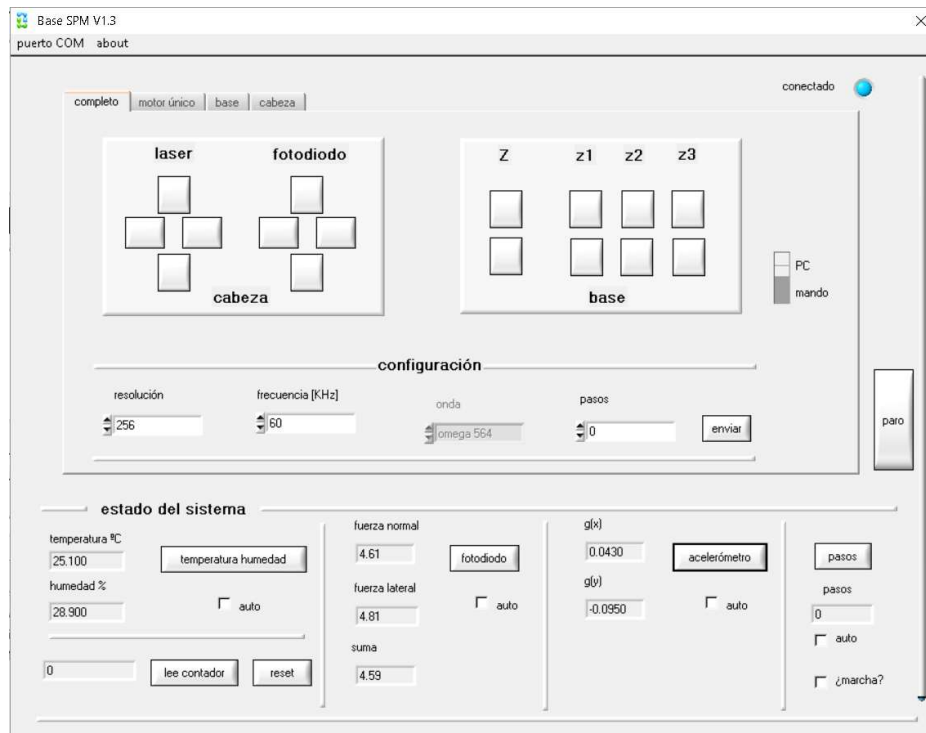 Base SPM V1.3
puerto COM about
conectado
completo motor único base cabeza
laser fotodiodo
cabeza
Z z1 z2 z3
base
PC
mando
configuración
resolución frecuencia [KHz] onda pasos
256 60 omega 564 0 enviar
paro
estado del sistema
temperatura ºC
25.100
temperatura humedad
humedad %
28.900
auto
0 lee contador reset
fuerza normal
4.61
fotodiodo
fuerza lateral
4.81
auto
suma
4.59
g(x)
0.0430
acelerómetro
g(y)
-0.0950
auto
pasos
pasos
0
auto
¿marcha?